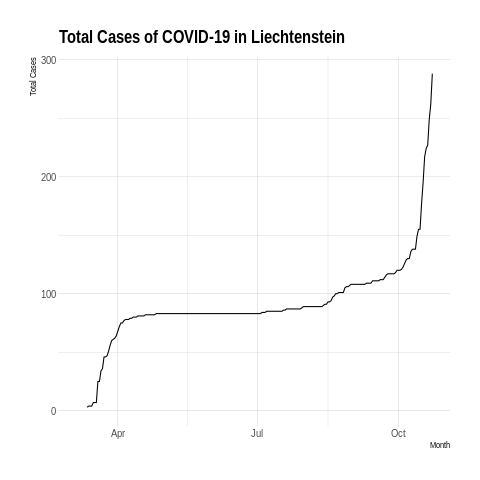 Total Cases of COVID-19 in Liechtenstein
Total Cases
300
200
100
0
Apr
Jul
Oct
Month